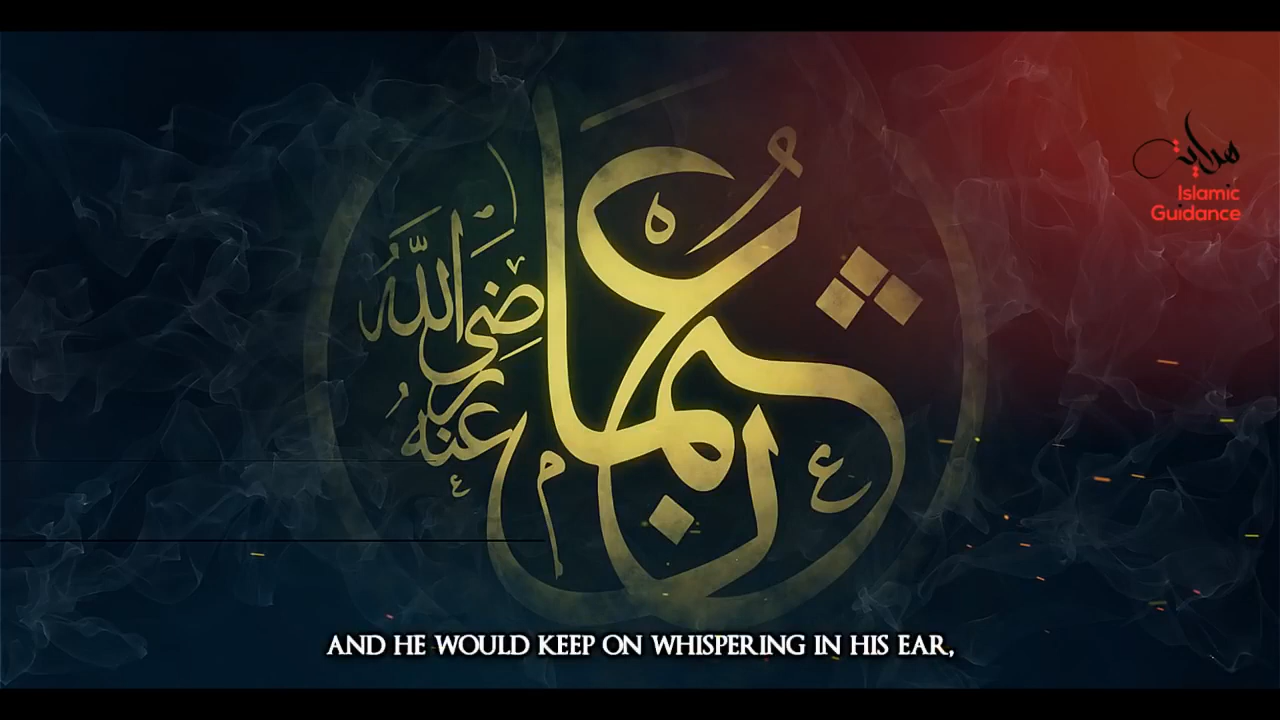 عثمان
رضي الله
عنه
هداية
Islamic
Guidance
AND HE WOULD KEEP ON WHISPERING IN HIS EAR,